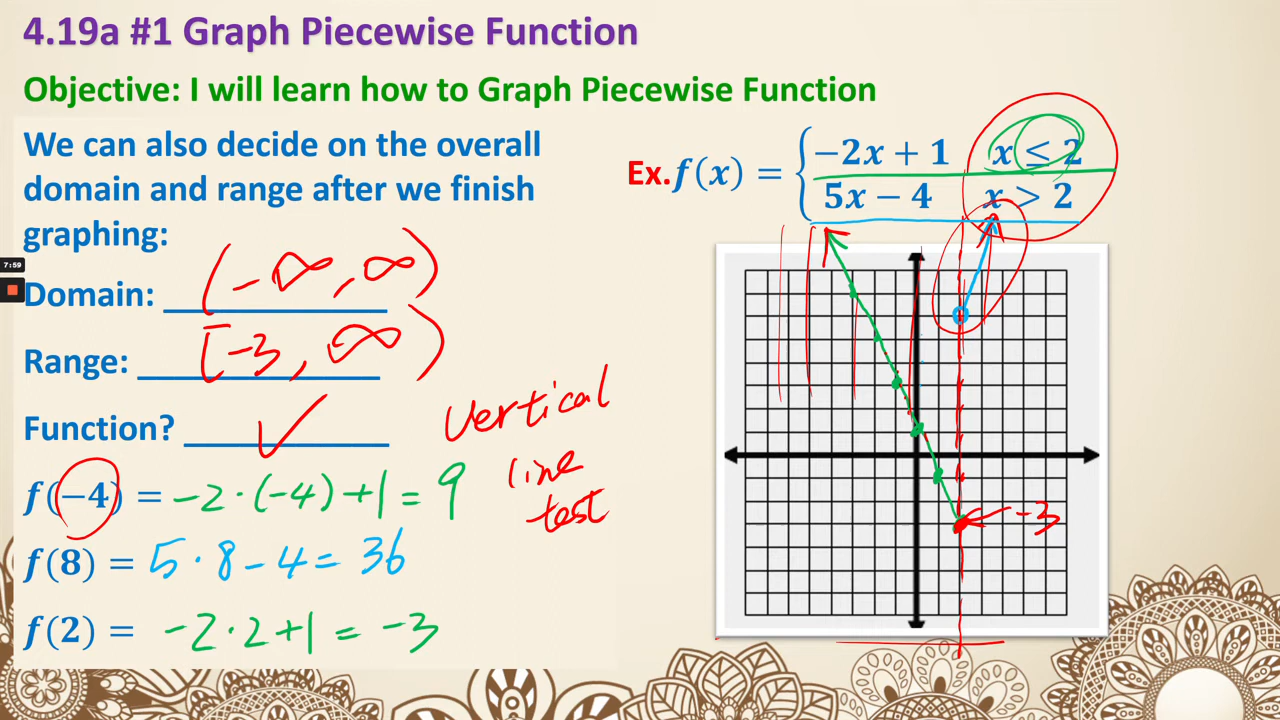 4.19a #1 Graph Piecewise Function
Objective: I will learn how to Graph Piecewise Function
We can also decide on the overall
domain and range after we finish
graphing:
Domain: (-∞, ∞)
Range: [-3, ∞)
Function? ✓
Vertical
line
test
f(-4) = -2·(-4)+1 = 9
f(8) = 5·8-4 = 36
f(2) = -2·2+1 = -3
Ex. f(x) = { -2x + 1 x ≤ 2
5x - 4 x > 2
-3
7:59